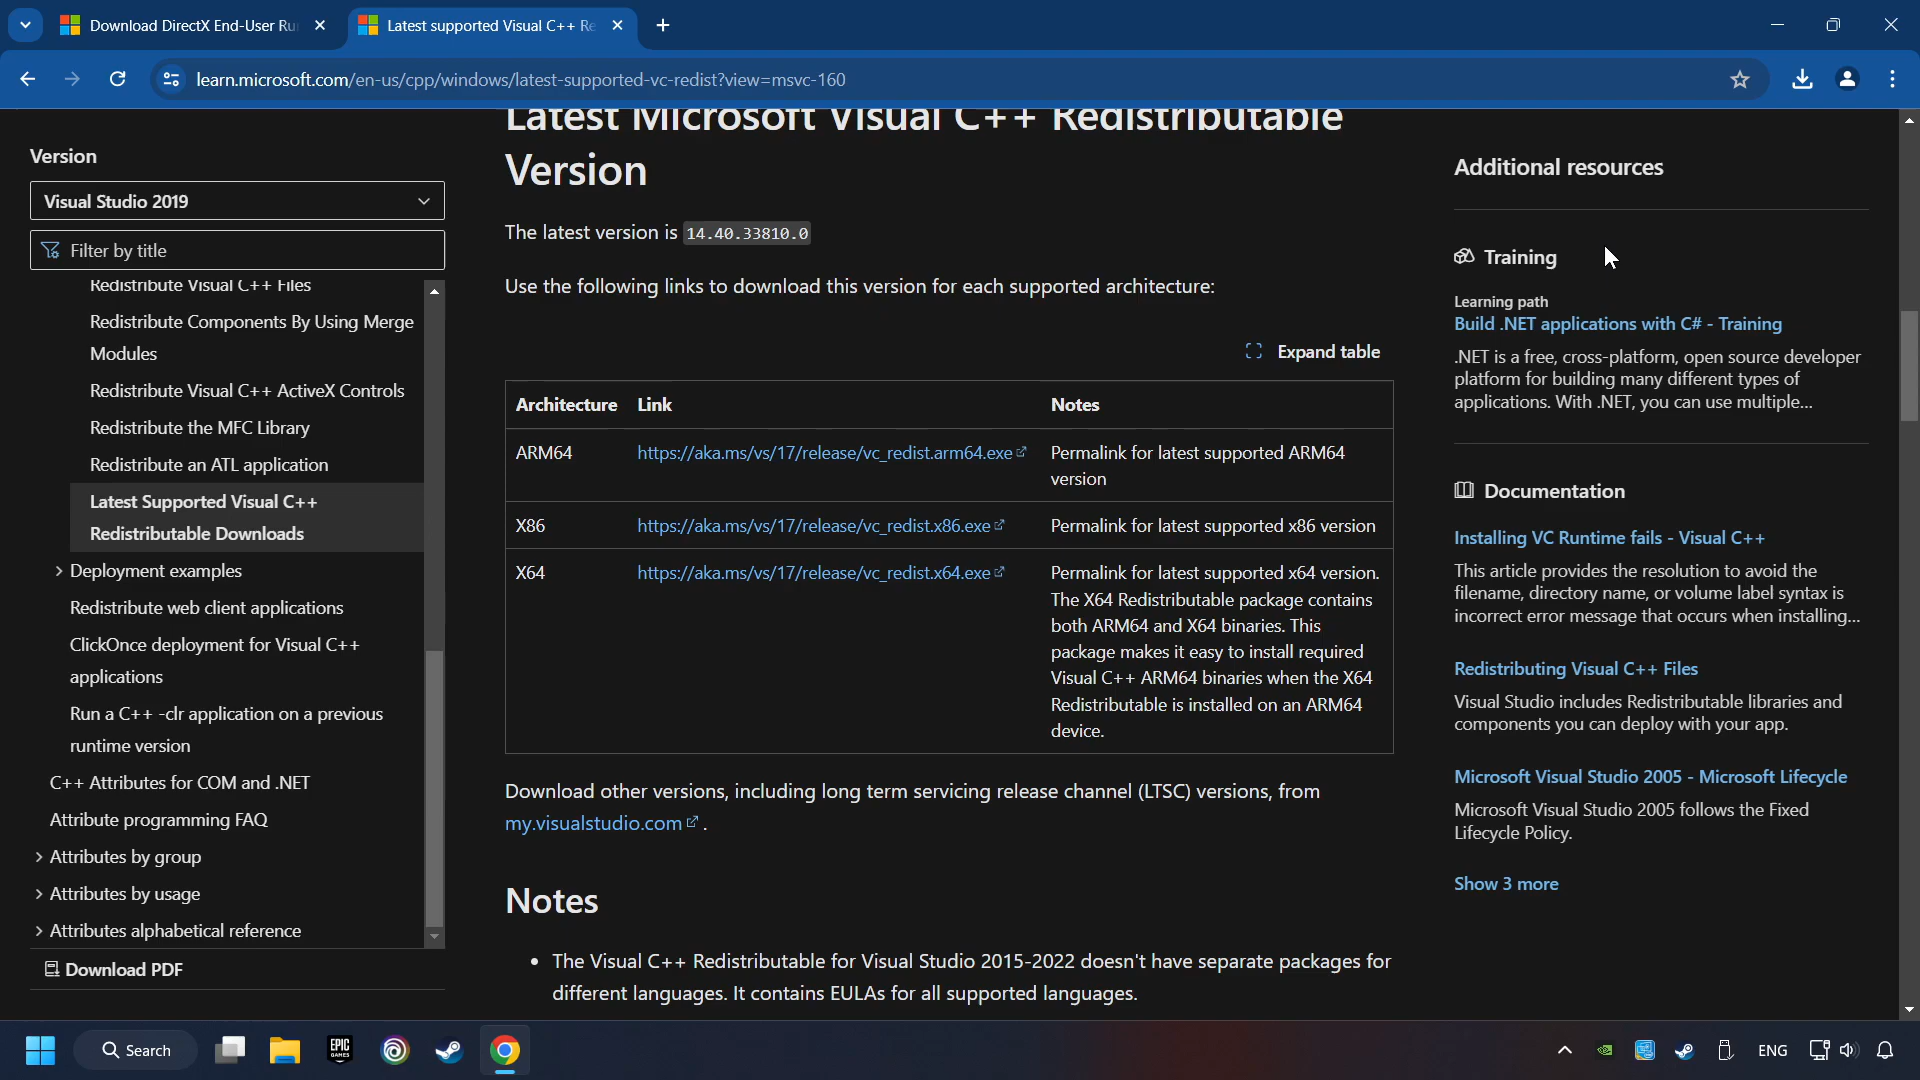 Download DirectX End-User Ru
Latest supported Visual C++ Re
learn.microsoft.com/en-us/cpp/windows/latest-supported-vc-redist?view=msvc-160
Version
Visual Studio 2019
Filter by title
Redistribute Visual C++ Files
Redistribute Components By Using Merge
Modules
Redistribute Visual C++ ActiveX Controls
Redistribute the MFC Library
Redistribute an ATL application
Latest Supported Visual C++
Redistributable Downloads
Deployment examples
Redistribute web client applications
ClickOnce deployment for Visual C++
applications
Run a C++ -clr application on a previous
runtime version
C++ Attributes for COM and .NET
Attribute programming FAQ
Attributes by group
Attributes by usage
Attributes alphabetical reference
Download PDF
Latest Microsoft Visual C++ Redistributable
Version
The latest version is 14.40.33810.0
Use the following links to download this version for each supported architecture:
Expand table
Architecture Link Notes
ARM64 https://aka.ms/vs/17/release/vc_redist.arm64.exe Permalink for latest supported ARM64
version
X86 https://aka.ms/vs/17/release/vc_redist.x86.exe Permalink for latest supported x86 version
X64 https://aka.ms/vs/17/release/vc_redist.x64.exe Permalink for latest supported x64 version.
The X64 Redistributable package contains
both ARM64 and X64 binaries. This
package makes it easy to install required
Visual C++ ARM64 binaries when the X64
Redistributable is installed on an ARM64
device.
Download other versions, including long term servicing release channel (LTSC) versions, from
my.visualstudio.com .
Notes
• The Visual C++ Redistributable for Visual Studio 2015-2022 doesn't have separate packages for
different languages. It contains EULAs for all supported languages.
Additional resources
Training
Learning path
Build .NET applications with C# - Training
.NET is a free, cross-platform, open source developer
platform for building many different types of
applications. With .NET, you can use multiple...
Documentation
Installing VC Runtime fails - Visual C++
This article provides the resolution to avoid the
filename, directory name, or volume label syntax is
incorrect error message that occurs when installing...
Redistributing Visual C++ Files
Visual Studio includes Redistributable libraries and
components you can deploy with your app.
Microsoft Visual Studio 2005 - Microsoft Lifecycle
Microsoft Visual Studio 2005 follows the Fixed
Lifecycle Policy.
Show 3 more
Search
EPIC
GAMES
ENG